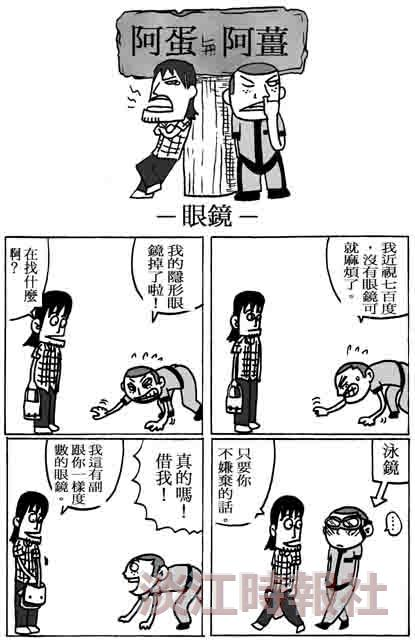 阿蛋與阿薑
－眼鏡－
在找什麼
啊？
我的隱形眼
鏡掉了啦！
我近視七百度
，沒有眼鏡可
就麻煩了。
我這有副
跟你一樣度
數的眼鏡。
真的嗎！
借我！
只要你
不嫌棄的話。
泳鏡
…
淡江時報社